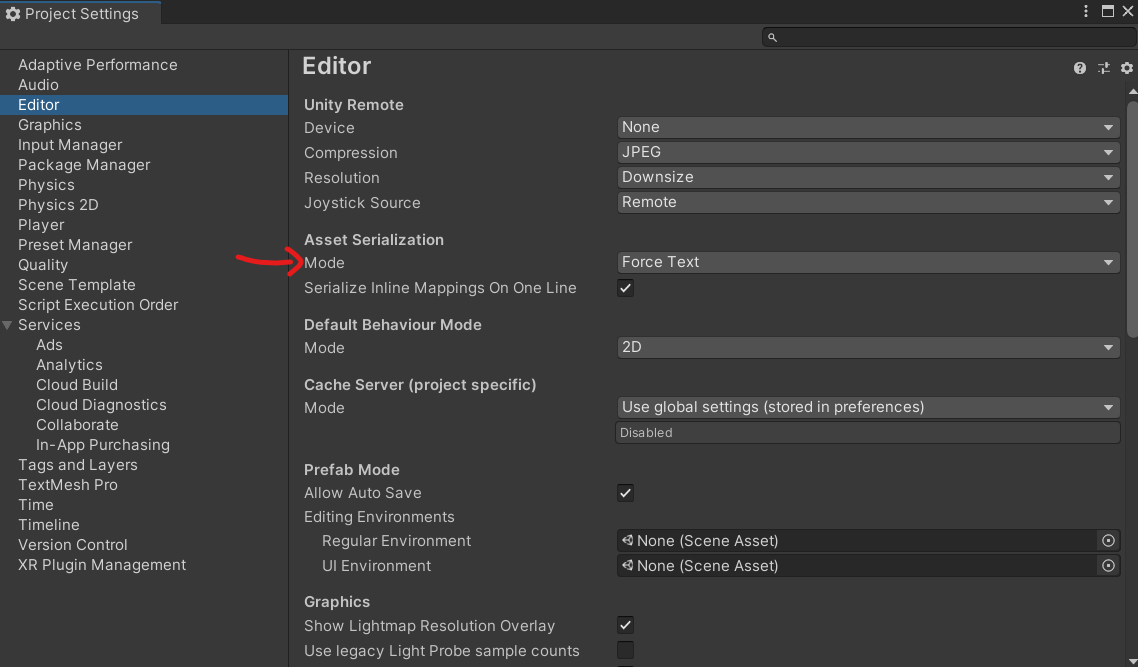 Project Settings
Adaptive Performance
Audio
Editor
Graphics
Input Manager
Package Manager
Physics
Physics 2D
Player
Preset Manager
Quality
Scene Template
Script Execution Order
Services
Ads
Analytics
Cloud Build
Cloud Diagnostics
Collaborate
In-App Purchasing
Tags and Layers
TextMesh Pro
Time
Timeline
Version Control
XR Plugin Management
Editor
Unity Remote
Device None
Compression JPEG
Resolution Downsize
Joystick Source Remote
Asset Serialization
Mode Force Text
Serialize Inline Mappings On One Line
Default Behaviour Mode
Mode 2D
Cache Server (project specific)
Mode Use global settings (stored in preferences)
Disabled
Prefab Mode
Allow Auto Save
Editing Environments
Regular Environment None (Scene Asset)
UI Environment None (Scene Asset)
Graphics
Show Lightmap Resolution Overlay
Use legacy Light Probe sample counts